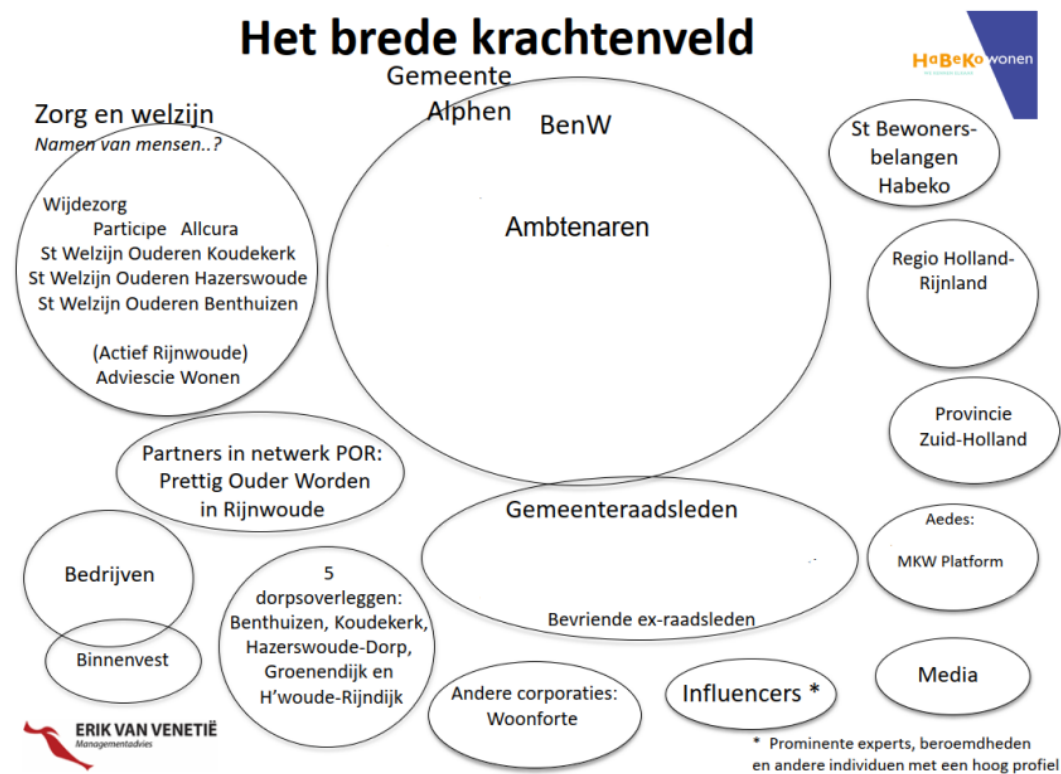 Het brede krachtenveld
HaBeKo wonen
Gemeente
Alphen
BenW
Ambtenaren
Zorg en welzijn
Namen van mensen..?
Wijdezorg
Participe Allcura
St Welzijn Ouderen Koudekerk
St Welzijn Ouderen Hazerswoude
St Welzijn Ouderen Benthuizen
(Actief Rijnwoude)
Adviescie Wonen
St Bewoners-
belangen
Habeko
Regio Holland-
Rijnland
Provincie
Zuid-Holland
Partners in netwerk POR:
Prettig Ouder Worden
in Rijnwoude
Gemeenteraadsleden
Bevriende ex-raadsleden
Aedes:
MKW Platform
Bedrijven
Binnenvest
5
dorpsoverleggen:
Benthuizen, Koudekerk,
Hazerswoude-Dorp,
Groenendijk en
H'woude-Rijndijk
Andere corporaties:
Woonforte
Influencers *
Media
ERIK VAN VENETIË
Managementadvies
* Prominente experts, beroemdheden
en andere individuen met een hoog profiel